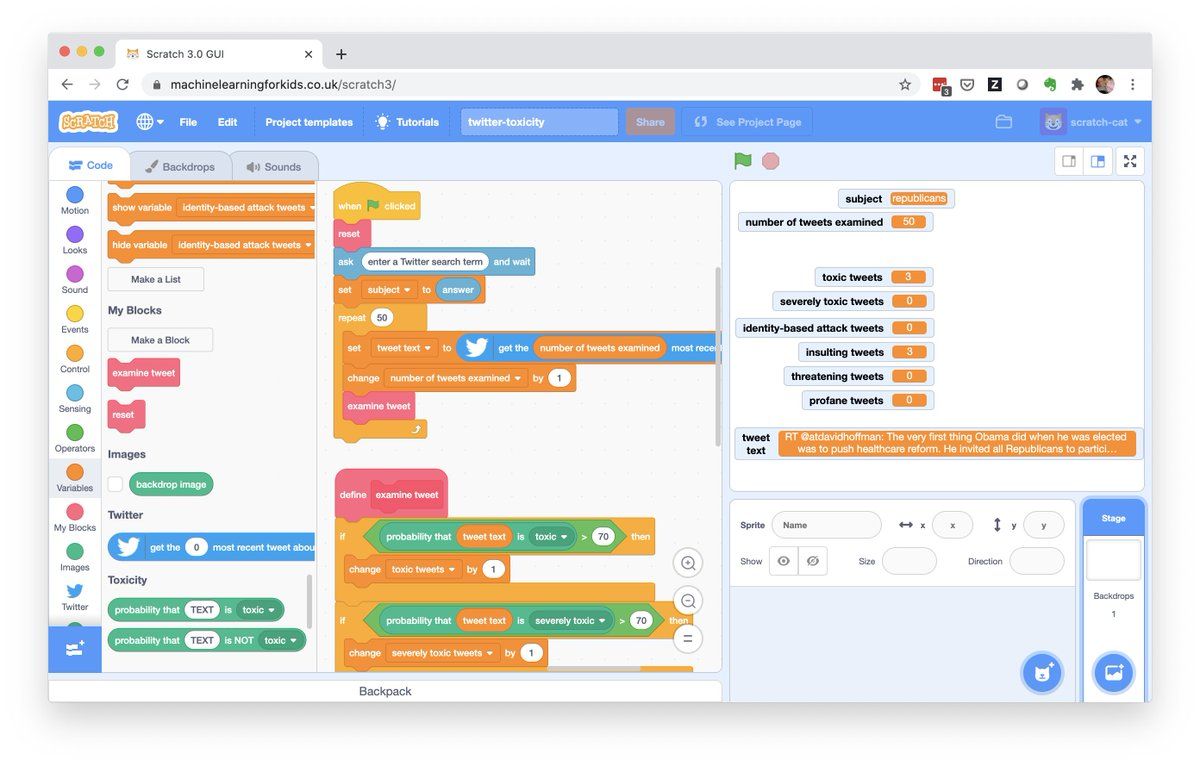 Scratch 3.0 GUI
machinelearningforkids.co.uk/scratch3/
Z
3
SCRATCH
File
Edit
Project templates
Tutorials
twitter-toxicity
Share
See Project Page
scratch-cat
Code
Backdrops
Sounds
Motion
Looks
Sound
Events
Control
Sensing
Operators
Variables
My Blocks
Images
Twitter
show variable identity-based attack tweets
hide variable identity-based attack tweets
Make a List
My Blocks
Make a Block
examine tweet
reset
Images
backdrop image
Twitter
get the 0 most recent tweet abou
Toxicity
probability that TEXT is toxic
probability that TEXT is NOT toxic
when clicked
reset
ask enter a Twitter search term and wait
set subject to answer
repeat 50
set tweet text to get the number of tweets examined most recen
change number of tweets examined by 1
examine tweet
define examine tweet
if probability that tweet text is toxic > 70 then
change toxic tweets by 1
if probability that tweet text is severely toxic > 70 then
change severely toxic tweets by 1
Backpack
subject republicans
number of tweets examined 50
toxic tweets 3
severely toxic tweets 0
identity-based attack tweets 0
insulting tweets 3
threatening tweets 0
profane tweets 0
tweet text
RT @atdavidhoffman: The very first thing Obama did when he was elected
was to push healthcare reform. He invited all Republicans to partici...
Sprite Name x x y y
Show Size Direction
Stage
Backdrops
1